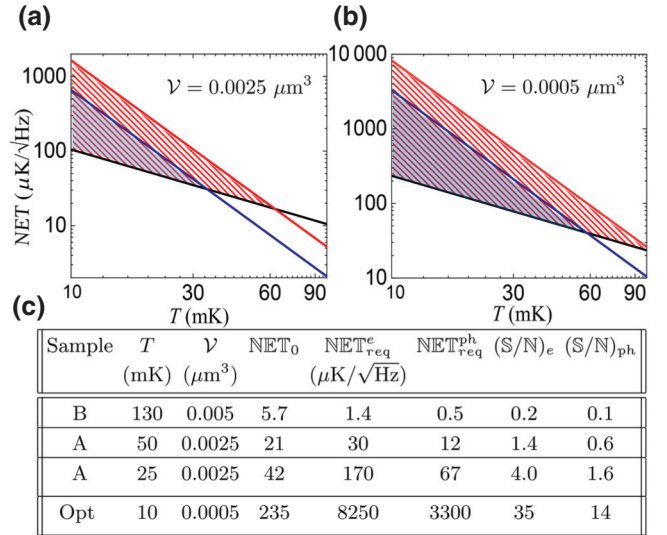 (a) (b)
1000
100
10
NET (μK/√Hz)
𝒱 = 0.0025 μm³
10 30 60 90
T (mK)
10 000
1000
100
10
𝒱 = 0.0005 μm³
10 30 60 90
T (mK)
(c)
Sample T 𝒱 ℕ𝔼𝕋₀ ℕ𝔼𝕋ᵉreq ℕ𝔼𝕋ᵖʰreq (𝕊/ℕ)e (𝕊/ℕ)ph
(mK) (μm³) (μK/√Hz)
B 130 0.005 5.7 1.4 0.5 0.2 0.1
A 50 0.0025 21 30 12 1.4 0.6
A 25 0.0025 42 170 67 4.0 1.6
Opt 10 0.0005 235 8250 3300 35 14